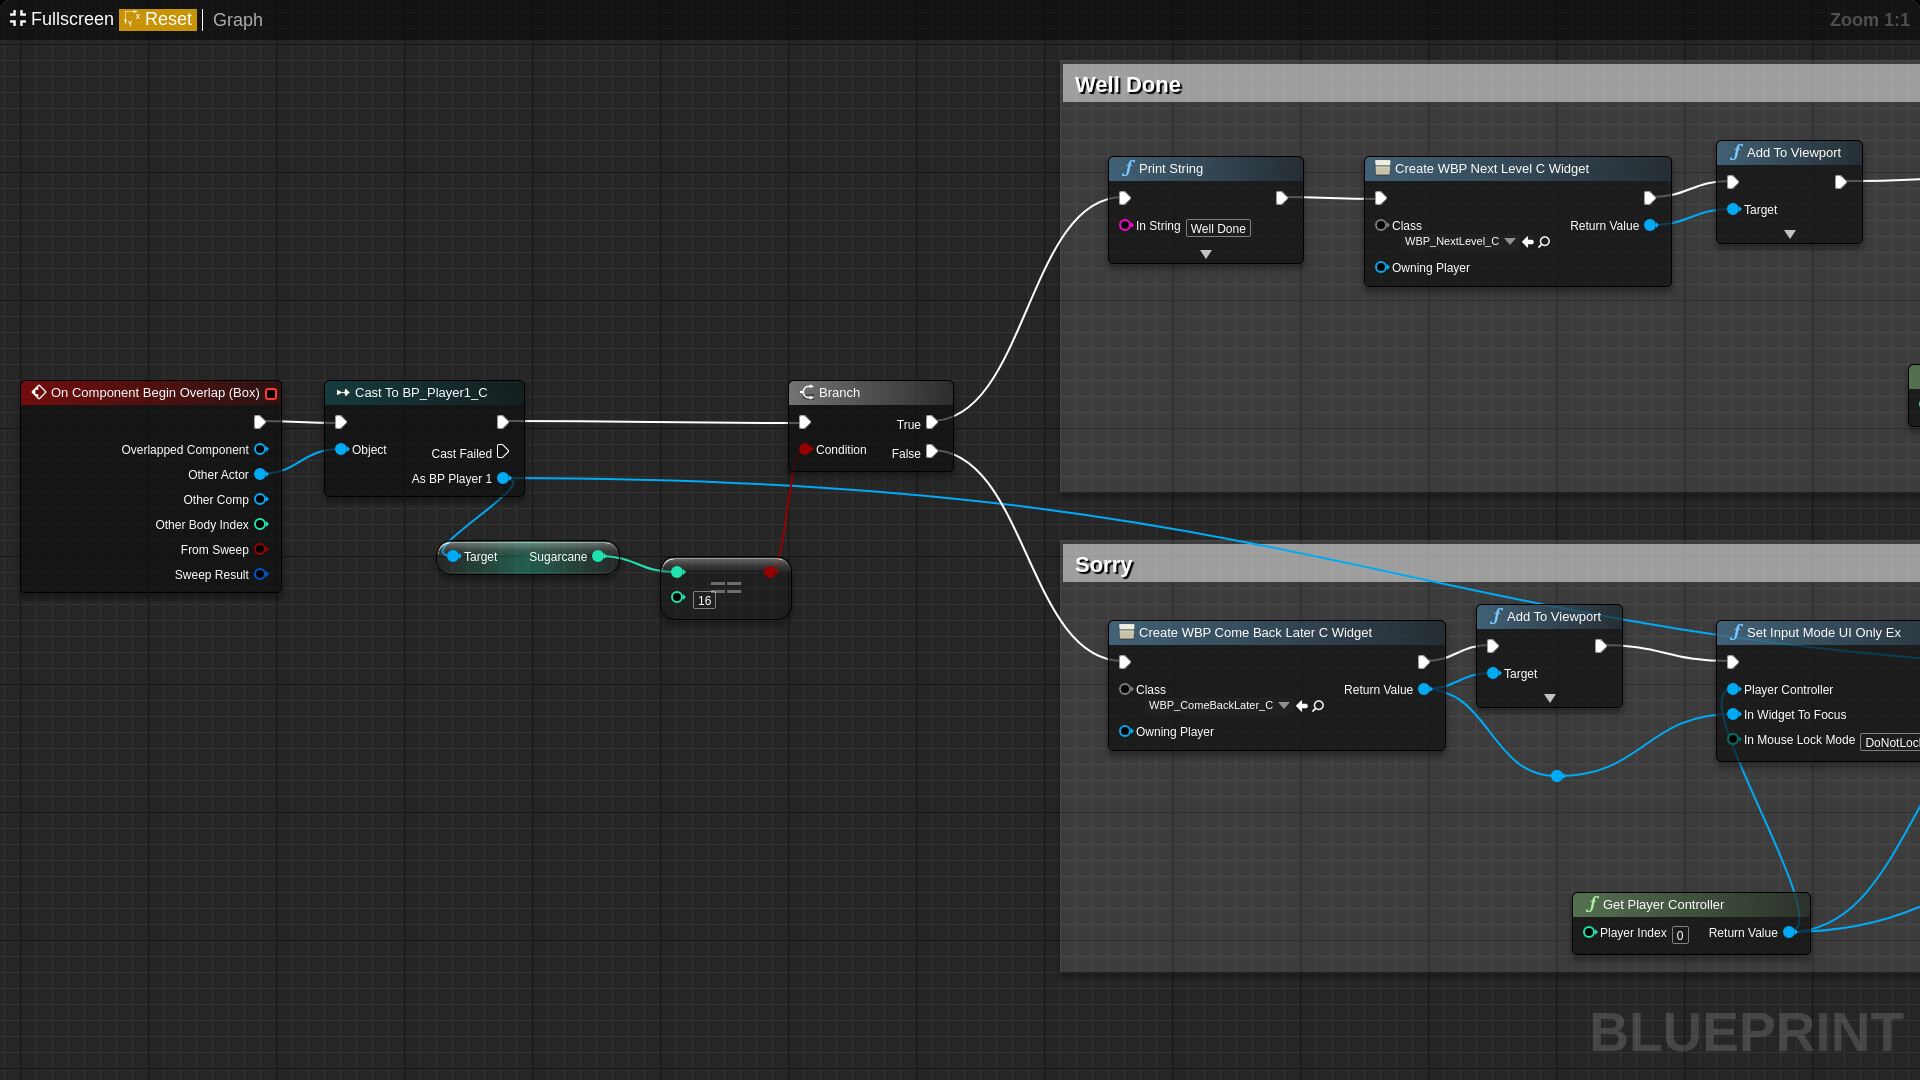 Fullscreen Reset Graph
Zoom 1:1
Well Done
Print String
In String Well Done
Create WBP Next Level C Widget
Class
Return Value
WBP_NextLevel_C
Owning Player
Add To Viewport
Target
On Component Begin Overlap (Box)
Overlapped Component
Other Actor
Other Comp
Other Body Index
From Sweep
Sweep Result
Cast To BP_Player1_C
Object
Cast Failed
As BP Player 1
Branch
True
Condition
False
Target
Sugarcane
==
16
Sorry
Create WBP Come Back Later C Widget
Class
Return Value
WBP_ComeBackLater_C
Owning Player
Add To Viewport
Target
Set Input Mode UI Only Ex
Player Controller
In Widget To Focus
In Mouse Lock Mode DoNotLoc
Get Player Controller
Player Index 0
Return Value
BLUEPRINT